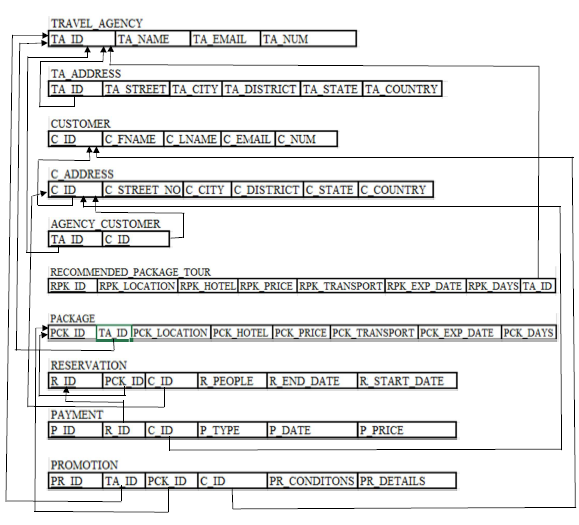 TRAVEL_AGENCY
TA_ID TA_NAME TA_EMAIL TA_NUM
TA_ADDRESS
TA_ID TA_STREET TA_CITY TA_DISTRICT TA_STATE TA_COUNTRY
CUSTOMER
C_ID C_FNAME C_LNAME C_EMAIL C_NUM
C_ADDRESS
C_ID C_STREET_NO C_CITY C_DISTRICT C_STATE C_COUNTRY
AGENCY_CUSTOMER
TA_ID C_ID
RECOMMENDED_PACKAGE_TOUR
RPK_ID RPK_LOCATION RPK_HOTEL RPK_PRICE RPK_TRANSPORT RPK_EXP_DATE RPK_DAYS TA_ID
PACKAGE
PCK_ID TA_ID PCK_LOCATION PCK_HOTEL PCK_PRICE PCK_TRANSPORT PCK_EXP_DATE PCK_DAYS
RESERVATION
R_ID PCK_ID C_ID R_PEOPLE R_END_DATE R_START_DATE
PAYMENT
P_ID R_ID C_ID P_TYPE P_DATE P_PRICE
PROMOTION
PR_ID TA_ID PCK_ID C_ID PR_CONDITONS PR_DETAILS